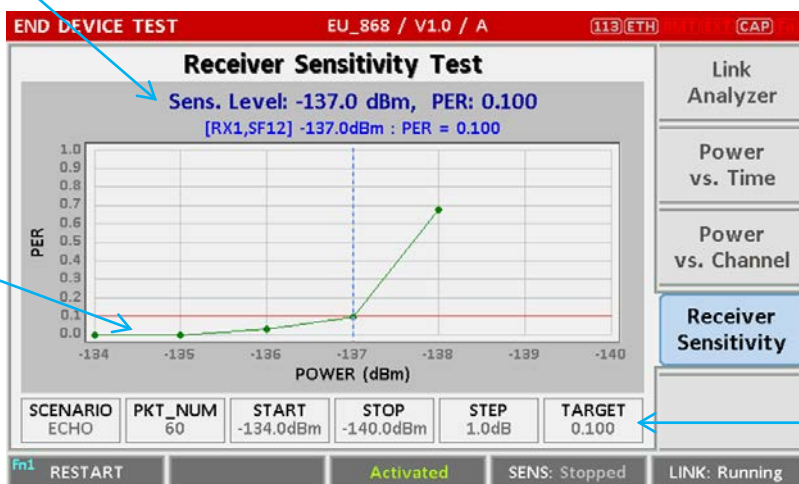 END DEVICE TEST EU_868 / V1.0 / A 113 ETH CAP
Receiver Sensitivity Test
Sens. Level: -137.0 dBm, PER: 0.100
[RX1,SF12] -137.0dBm : PER = 0.100
1.0
0.9
0.8
0.7
0.6
0.5
0.4
0.3
0.2
0.1
0.0
PER
-134 -135 -136 -137 -138 -139 -140
POWER (dBm)
SCENARIO PKT_NUM START STOP STEP TARGET
ECHO 60 -134.0dBm -140.0dBm 1.0dB 0.100
Link
Analyzer
Power
vs. Time
Power
vs. Channel
Receiver
Sensitivity
Fn1 RESTART Activated SENS: Stopped LINK: Running